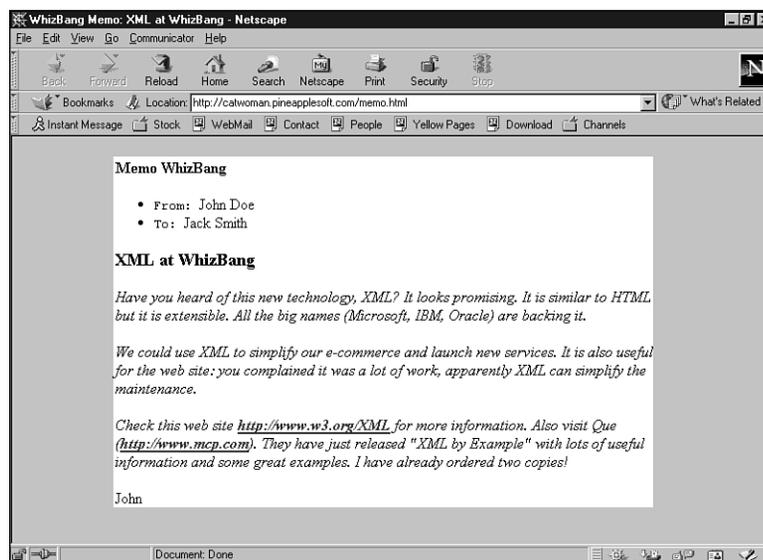 WhizBang Memo: XML at WhizBang - Netscape
File Edit View Go Communicator Help
Back Forward Reload Home Search Netscape Print Security Stop
Bookmarks Location: http://catwoman.pineapplesoft.com/memo.html What's Related
Instant Message Stock WebMail Contact People Yellow Pages Download Channels
Memo WhizBang
• From: John Doe
• To: Jack Smith
XML at WhizBang
Have you heard of this new technology, XML? It looks promising. It is similar to HTML
but it is extensible. All the big names (Microsoft, IBM, Oracle) are backing it.
We could use XML to simplify our e-commerce and launch new services. It is also useful
for the web site: you complained it was a lot of work, apparently XML can simplify the
maintenance.
Check this web site http://www.w3.org/XML for more information. Also visit Que
(http://www.mcp.com). They have just released "XML by Example" with lots of useful
information and some great examples. I have already ordered two copies!
John
Document: Done